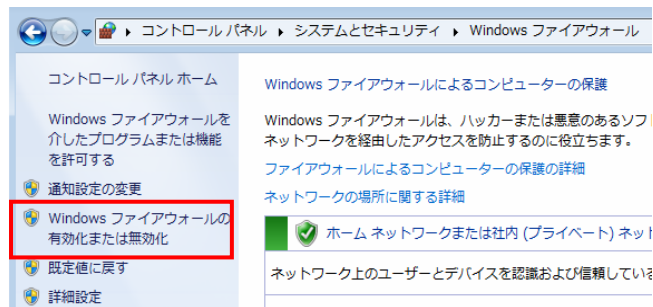 コントロール パネル ▸ システムとセキュリティ ▸ Windows ファイアウォール
コントロール パネル ホーム
Windows ファイアウォールを
介したプログラムまたは機能
を許可する
通知設定の変更
Windows ファイアウォールの
有効化または無効化
既定値に戻す
詳細設定
Windows ファイアウォールによるコンピューターの保護
Windows ファイアウォールは、ハッカーまたは悪意のあるソフ
ネットワークを経由したアクセスを防止するのに役立ちます。
ファイアウォールによるコンピューターの保護の詳細
ネットワークの場所に関する詳細
ホーム ネットワークまたは社内 (プライベート) ネット
ネットワーク上のユーザーとデバイスを認識および信頼している